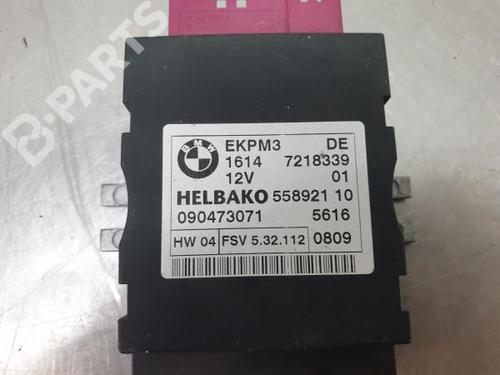 BMW
EKPM3 DE
1614 7218339
12V 01
HELBAKO 558921 10
090473071 5616
HW 04 FSV 5.32.112 0809
B-PARTS